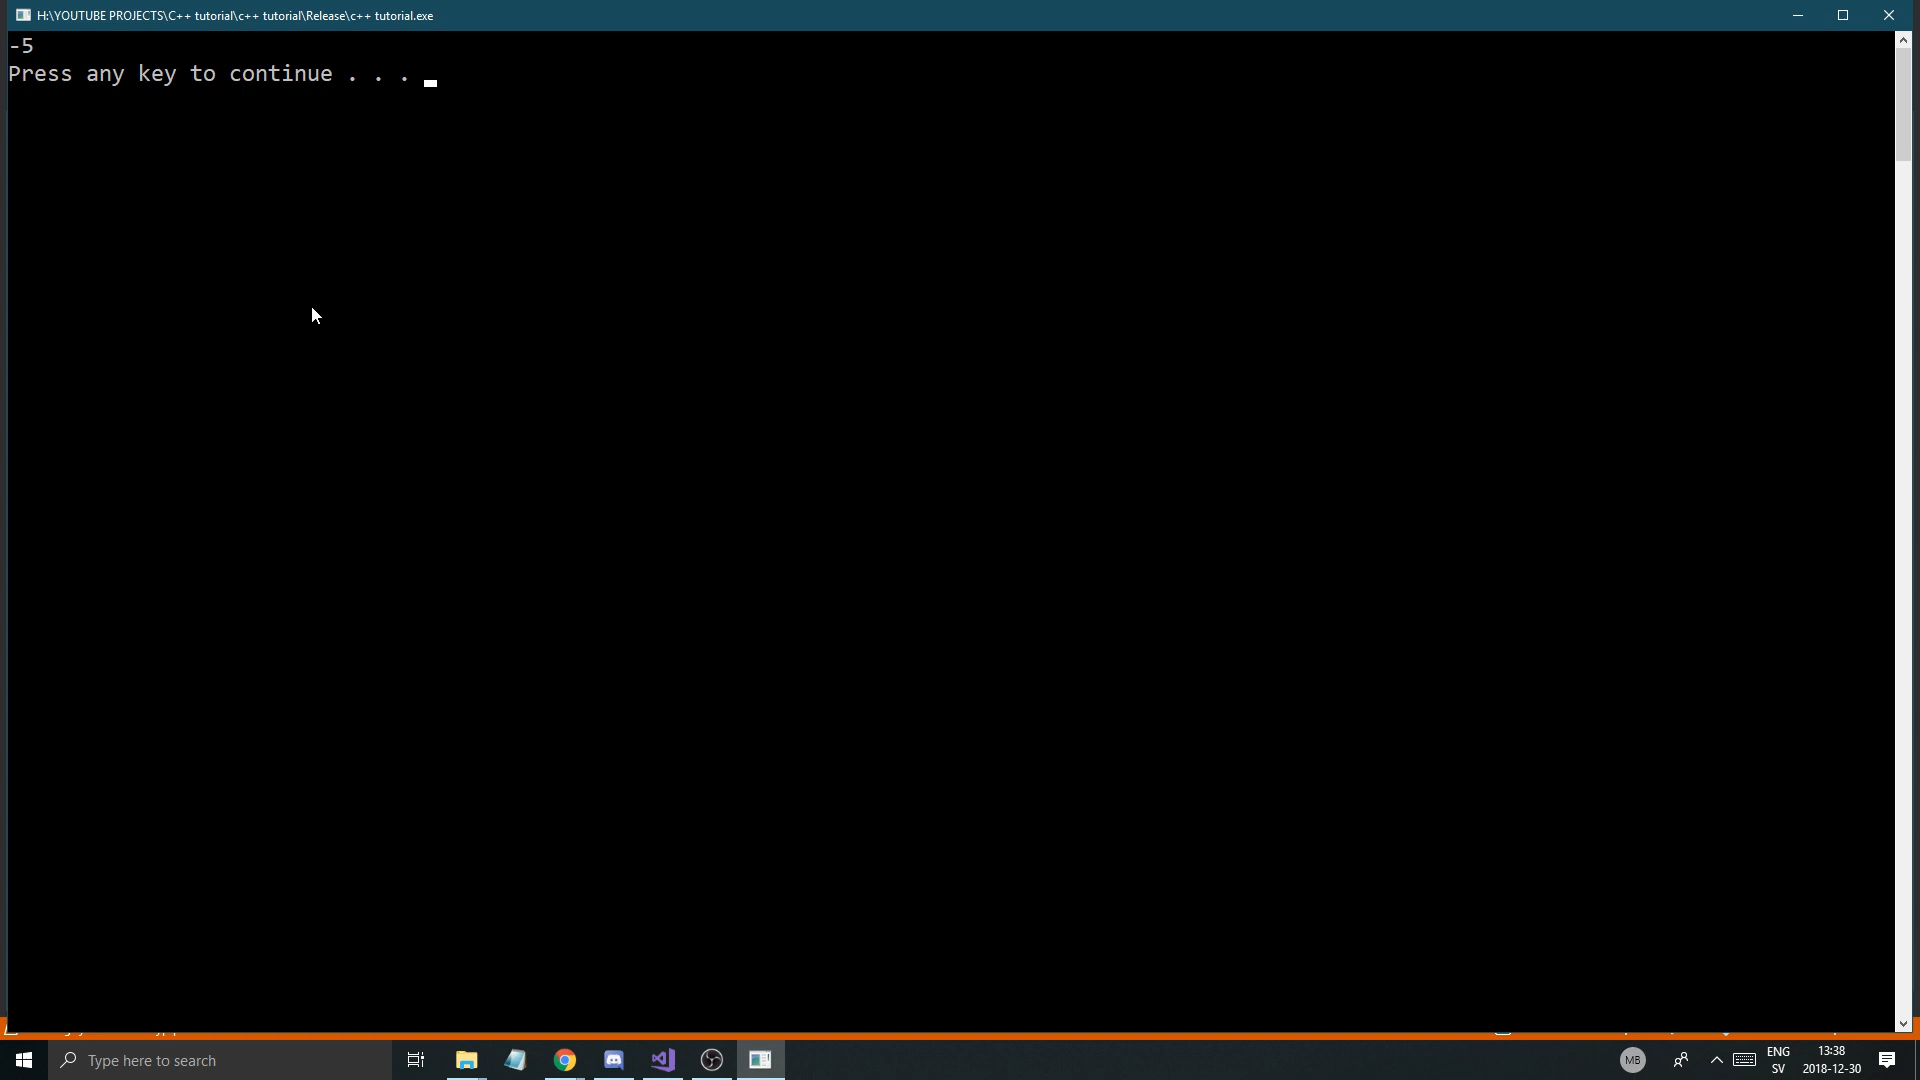 H:\YOUTUBE PROJECTS\C++ tutorial\c++ tutorial\Release\c++ tutorial.exe
-5
Press any key to continue . . .
Type here to search
MB
ENG
SV
13:38
2018-12-30